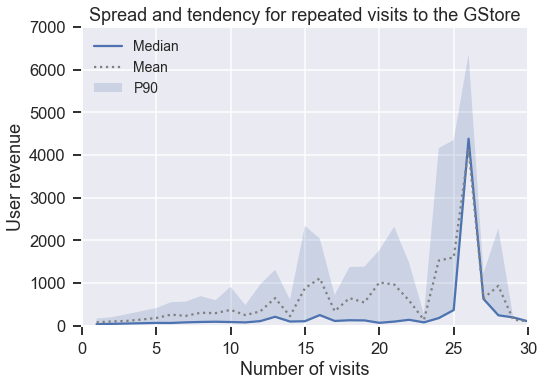 Spread and tendency for repeated visits to the GStore
7000
6000
5000
4000
3000
2000
1000
0
User revenue
Median
Mean
P90
0 5 10 15 20 25 30
Number of visits